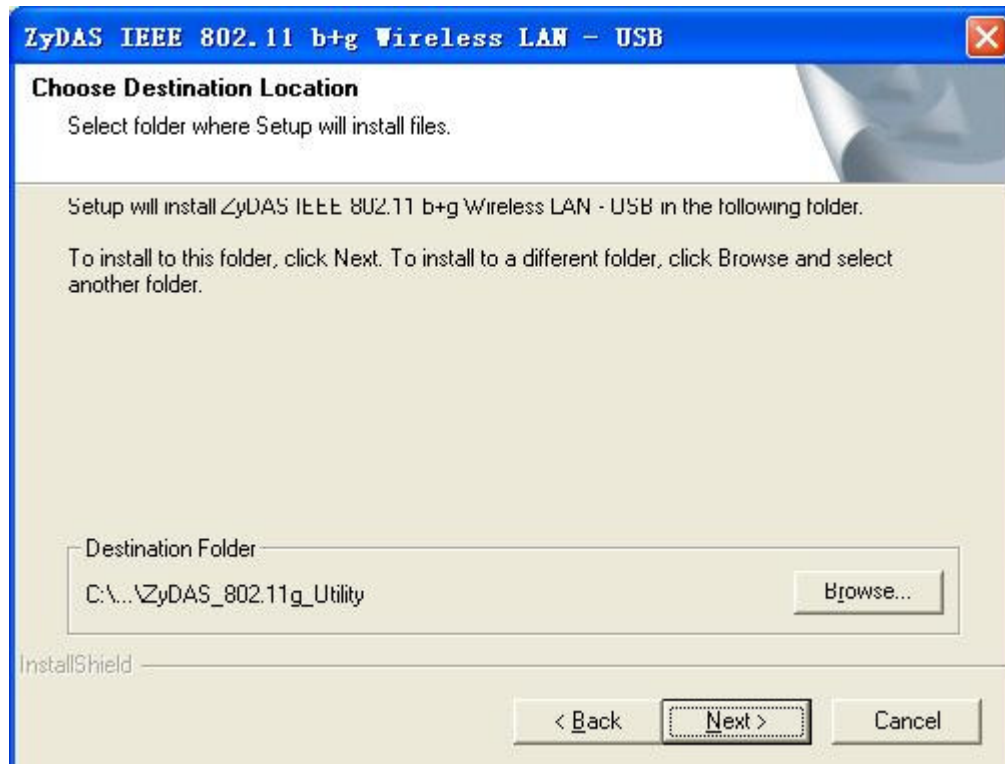 ZyDAS IEEE 802.11 b+g Wireless LAN - USB
Choose Destination Location
Select folder where Setup will install files.
Setup will install ZyDAS IEEE 802.11 b+g Wireless LAN - USB in the following folder.
To install to this folder, click Next. To install to a different folder, click Browse and select
another folder.
Destination Folder
C:\...\ZyDAS_802.11g_Utility
Browse...
InstallShield
< Back
Next >
Cancel